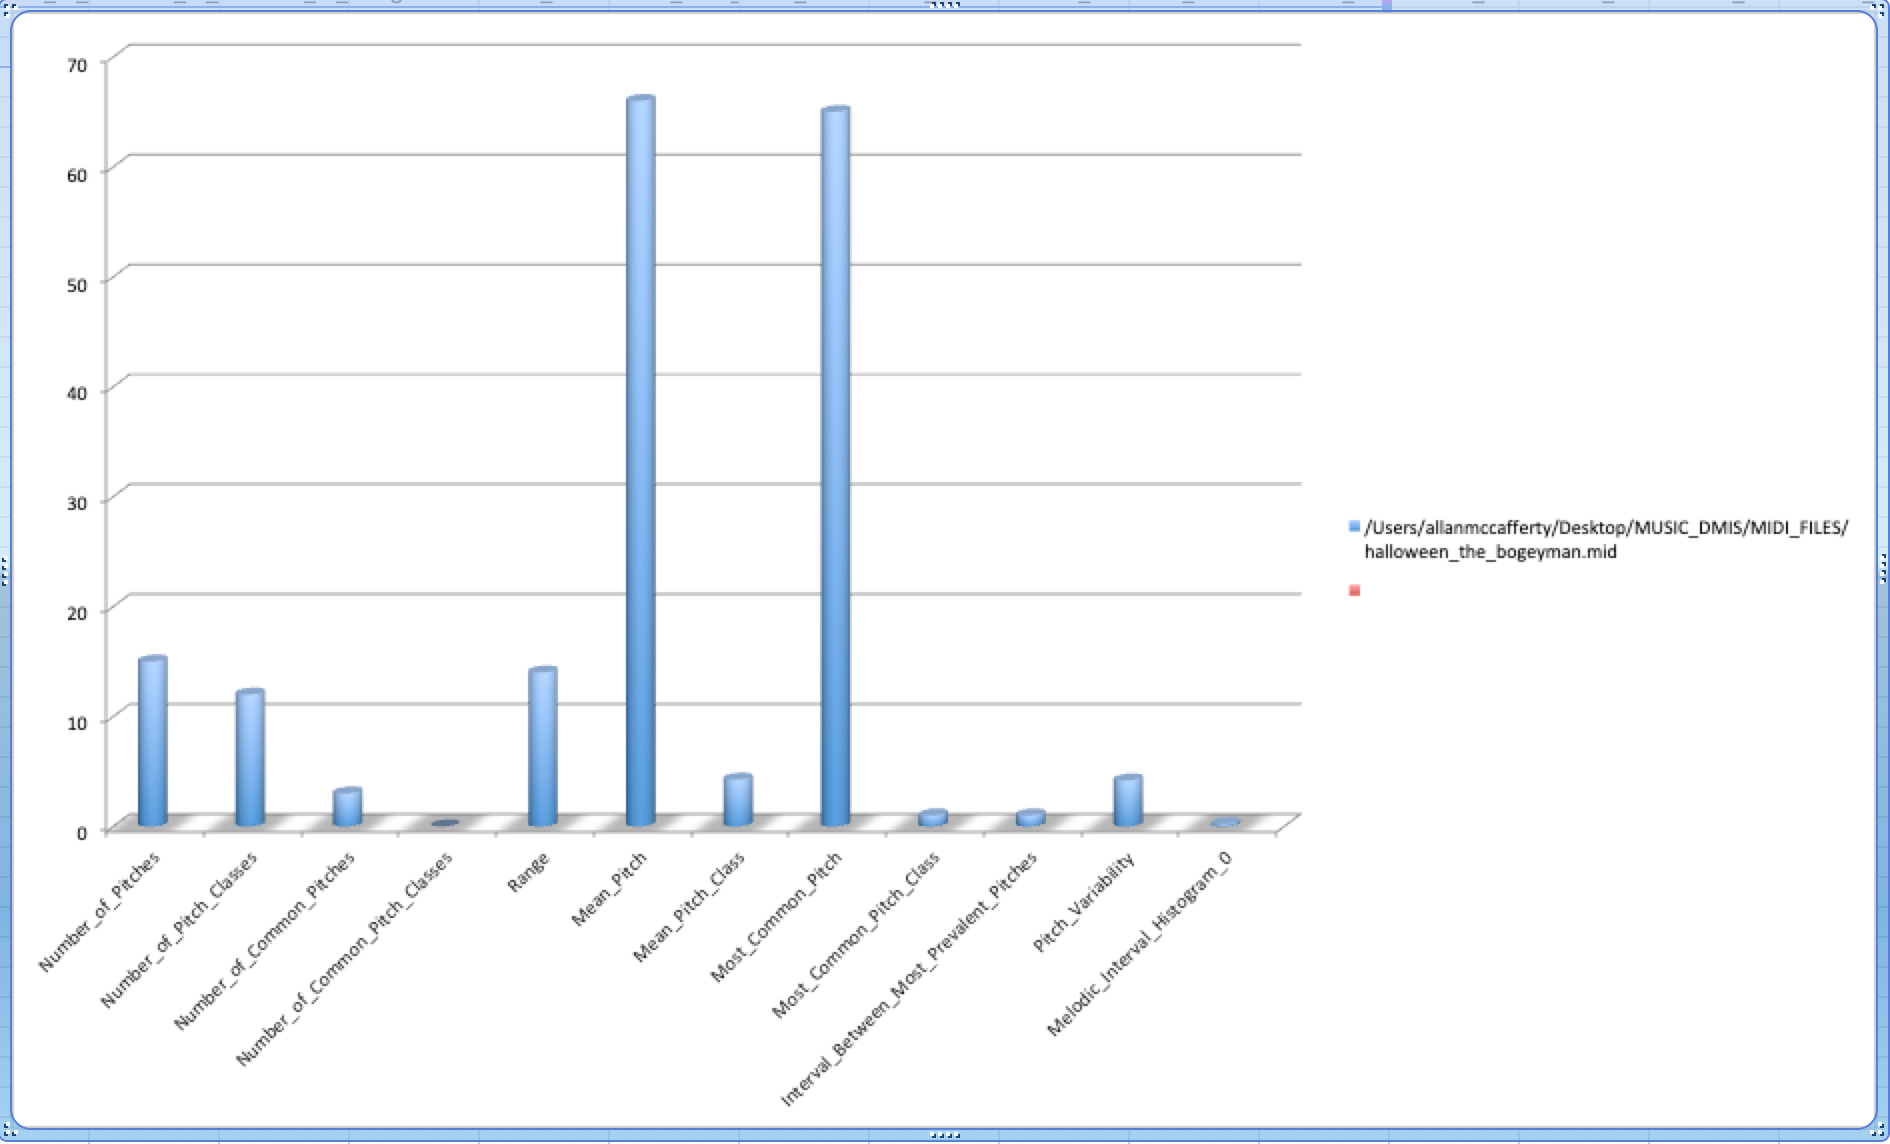 70
60
50
40
30
20
10
0
Number_of_Pitches
Number_of_Pitch_Classes
Number_of_Common_Pitches
Number_of_Common_Pitch_Classes
Range
Mean_Pitch
Mean_Pitch_Class
Most_Common_Pitch
Most_Common_Pitch_Class
Interval_Between_Most_Prevalent_Pitches
Pitch_Variability
Melodic_Interval_Histogram_0
/Users/allanmccafferty/Desktop/MUSIC_DMIS/MIDI_FILES/
halloween_the_bogeyman.mid